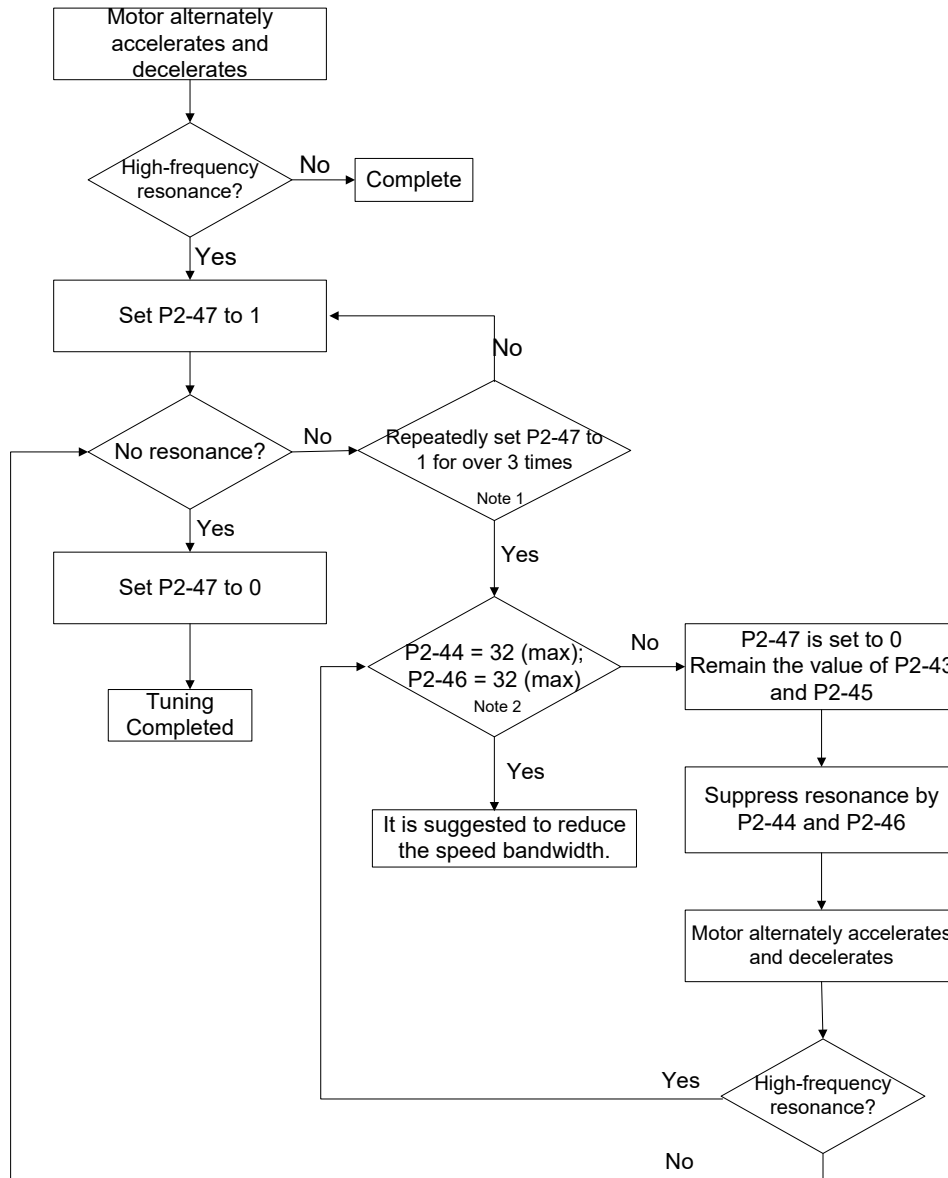 Motor alternately
accelerates and
decelerates
High-frequency
resonance?
No
Complete
Yes
Set P2-47 to 1
No
No resonance?
No
Repeatedly set P2-47 to
1 for over 3 times
Note 1
Yes
Yes
Set P2-47 to 0
P2-44 = 32 (max);
P2-46 = 32 (max)
Note 2
No
P2-47 is set to 0
Remain the value of P2-43
and P2-45
Tuning
Completed
Yes
It is suggested to reduce
the speed bandwidth.
Suppress resonance by
P2-44 and P2-46
Motor alternately accelerates
and decelerates
Yes
High-frequency
resonance?
No